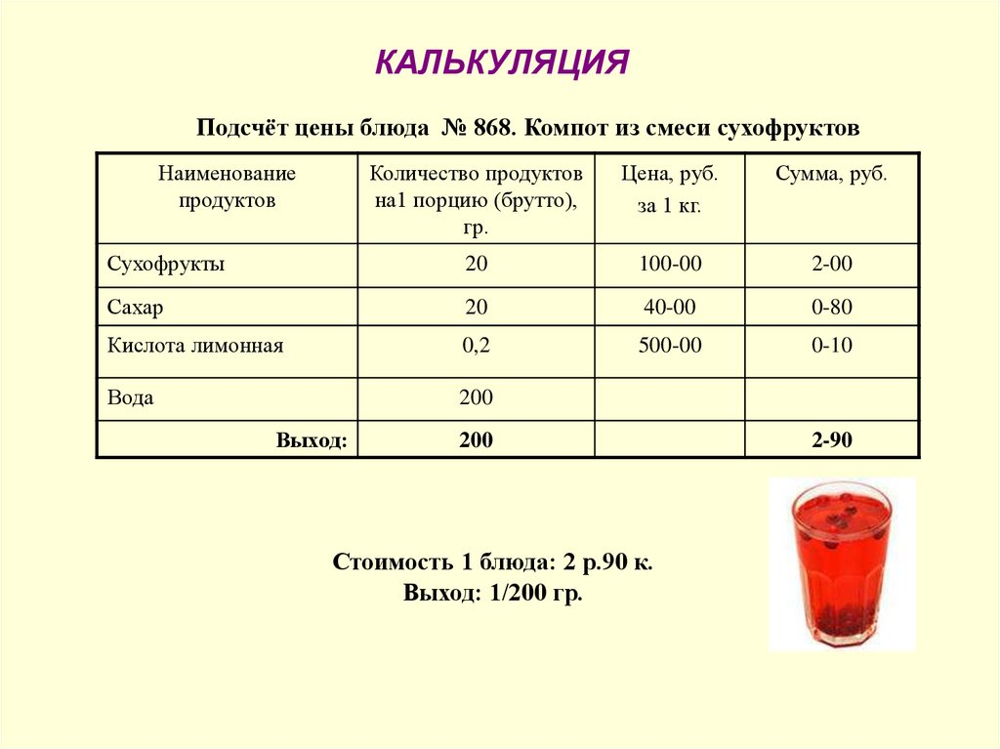 КАЛЬКУЛЯЦИЯ
Подсчёт цены блюда № 868. Компот из смеси сухофруктов
Наименование продуктов | Количество продуктов на1 порцию (брутто), гр. | Цена, руб. за 1 кг. | Сумма, руб.
Сухофрукты | 20 | 100-00 | 2-00
Сахар | 20 | 40-00 | 0-80
Кислота лимонная | 0,2 | 500-00 | 0-10
Вода | 200
Выход: | 200 | 2-90
Стоимость 1 блюда: 2 р.90 к.
Выход: 1/200 гр.